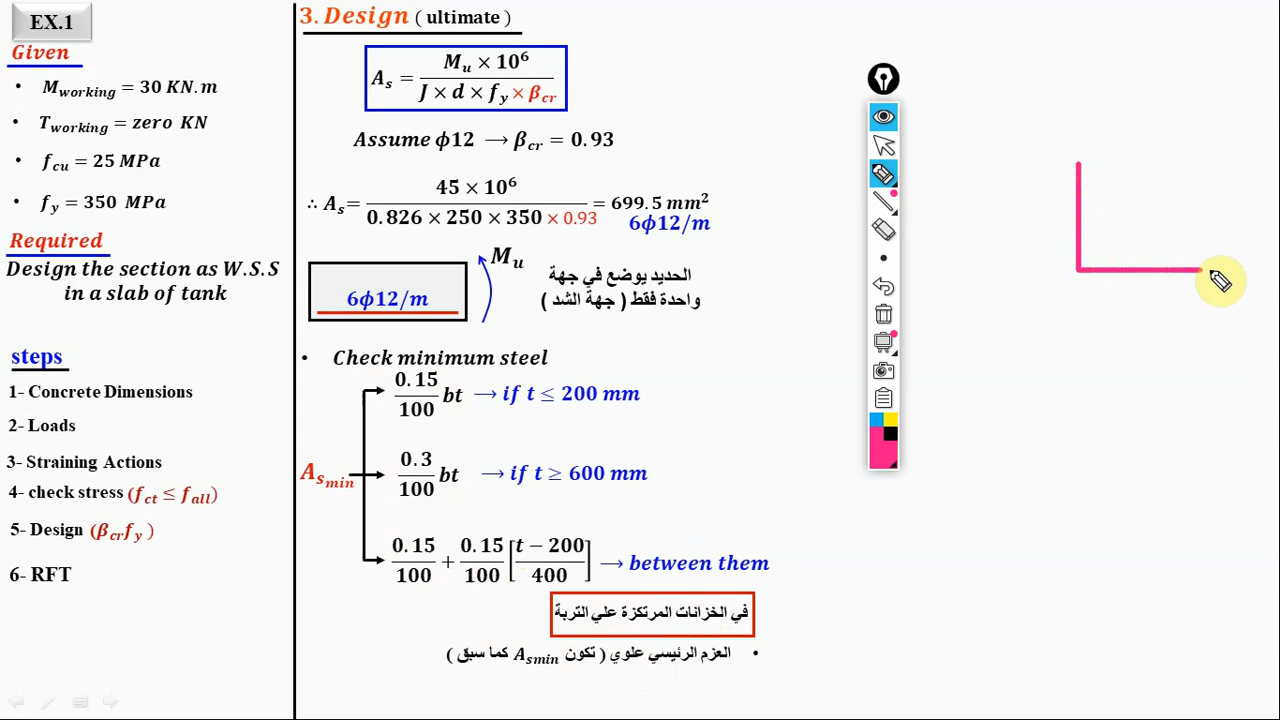 EX.1
Given
• M_working = 30 KN.m
• T_working = zero KN
• f_cu = 25 MPa
• f_y = 350 MPa
Required
Design the section as W.S.S
in a slab of tank
steps
1- Concrete Dimensions
2- Loads
3- Straining Actions
4- check stress (f_ct ≤ f_all)
5- Design (β_cr f_y )
6- RFT
3. Design ( ultimate )
A_s = (M_u × 10^6) / (J × d × f_y × β_cr)
Assume ϕ12 → β_cr = 0.93
∴ A_s = (45 × 10^6) / (0.826 × 250 × 350 × 0.93) = 699.5 mm^2
6ϕ12/m
6ϕ12/m
M_u
الحديد يوضع في جهة
واحدة فقط ( جهة الشد )
• Check minimum steel
A_smin
0.15/100 bt → if t ≤ 200 mm
0.3/100 bt → if t ≥ 600 mm
0.15/100 + 0.15/100 [(t − 200)/400] → between them
في الخزانات المرتكزة علي التربة
• العزم الرئيسي علوي ( تكون A_smin كما سبق )